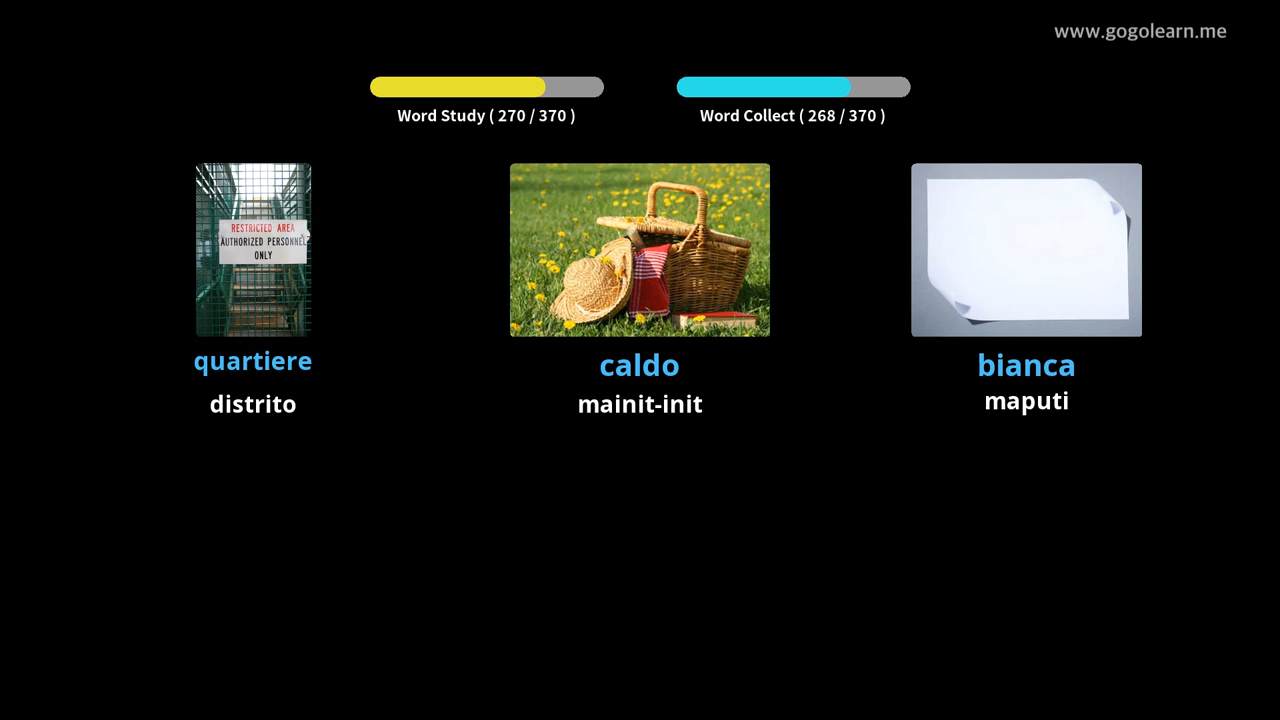 www.gogolearn.me
Word Study ( 270 / 370 )
Word Collect ( 268 / 370 )
RESTRICTED AREA
AUTHORIZED PERSONNEL
ONLY
quartiere
caldo
bianca
distrito
mainit-init
maputi